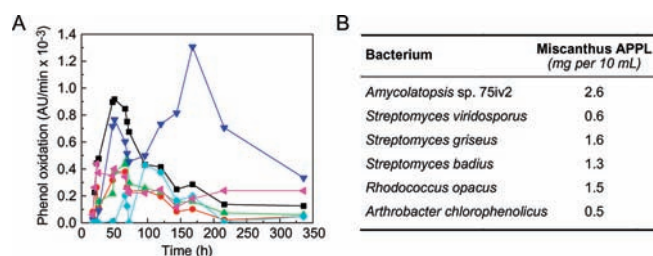 A
Phenol oxidation (AU/min x 10-3)
1.4
1.2
1.0
0.8
0.6
0.4
0.2
0.0
0 50 100 150 200 250 300 350
Time (h)
B
Bacterium Miscanthus APPL
(mg per 10 mL)
Amycolatopsis sp. 75iv2 2.6
Streptomyces viridosporus 0.6
Streptomyces griseus 1.6
Streptomyces badius 1.3
Rhodococcus opacus 1.5
Arthrobacter chlorophenolicus 0.5